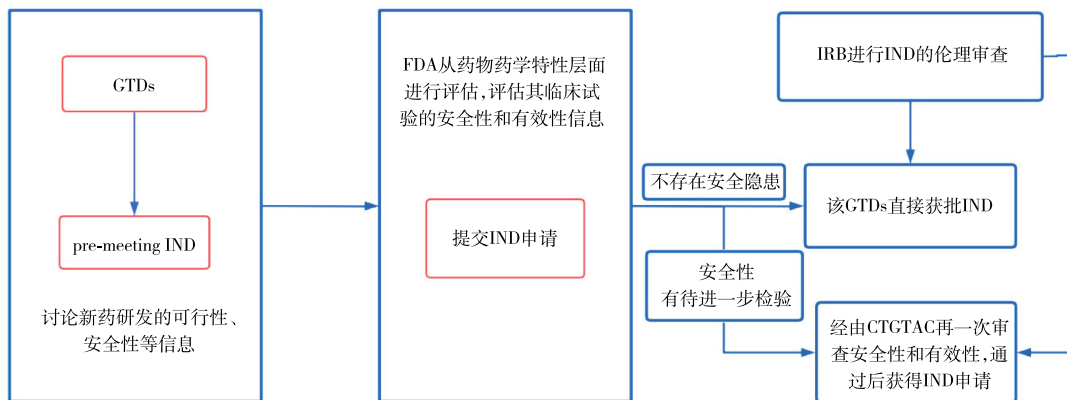 GTDs
pre-meeting IND
讨论新药研发的可行性、
安全性等信息
FDA从药物药学特性层面
进行评估,评估其临床试
验的安全性和有效性信息
提交IND申请
不存在安全隐患
安全性
有待进一步检验
IRB进行IND的伦理审查
该GTDs直接获批IND
经由CTGTAC再一次审
查安全性和有效性,通
过后获得IND申请